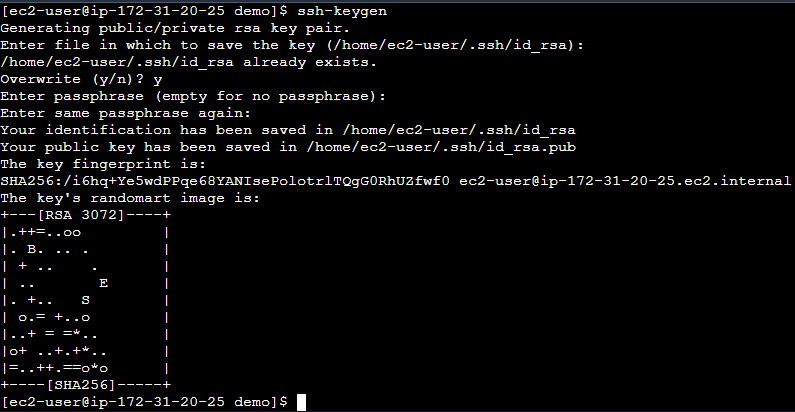 [ec2-user@ip-172-31-20-25 demo]$ ssh-keygen
Generating public/private rsa key pair.
Enter file in which to save the key (/home/ec2-user/.ssh/id_rsa):
/home/ec2-user/.ssh/id_rsa already exists.
Overwrite (y/n)? y
Enter passphrase (empty for no passphrase):
Enter same passphrase again:
Your identification has been saved in /home/ec2-user/.ssh/id_rsa
Your public key has been saved in /home/ec2-user/.ssh/id_rsa.pub
The key fingerprint is:
SHA256:/i6hq+Ye5wdPPqe68YANIsePolotrlTQgG0RhUZfwf0 ec2-user@ip-172-31-20-25.ec2.internal
The key's randomart image is:
+---[RSA 3072]----+
|.++=..oo         |
|. B. .. .        |
| + ..    .       |
| ..       E      |
|. +..   S        |
| o.= +..o        |
|..+ = =*..       |
|o+ ..+.+*..      |
|=..++.==o*o      |
+----[SHA256]-----+
[ec2-user@ip-172-31-20-25 demo]$